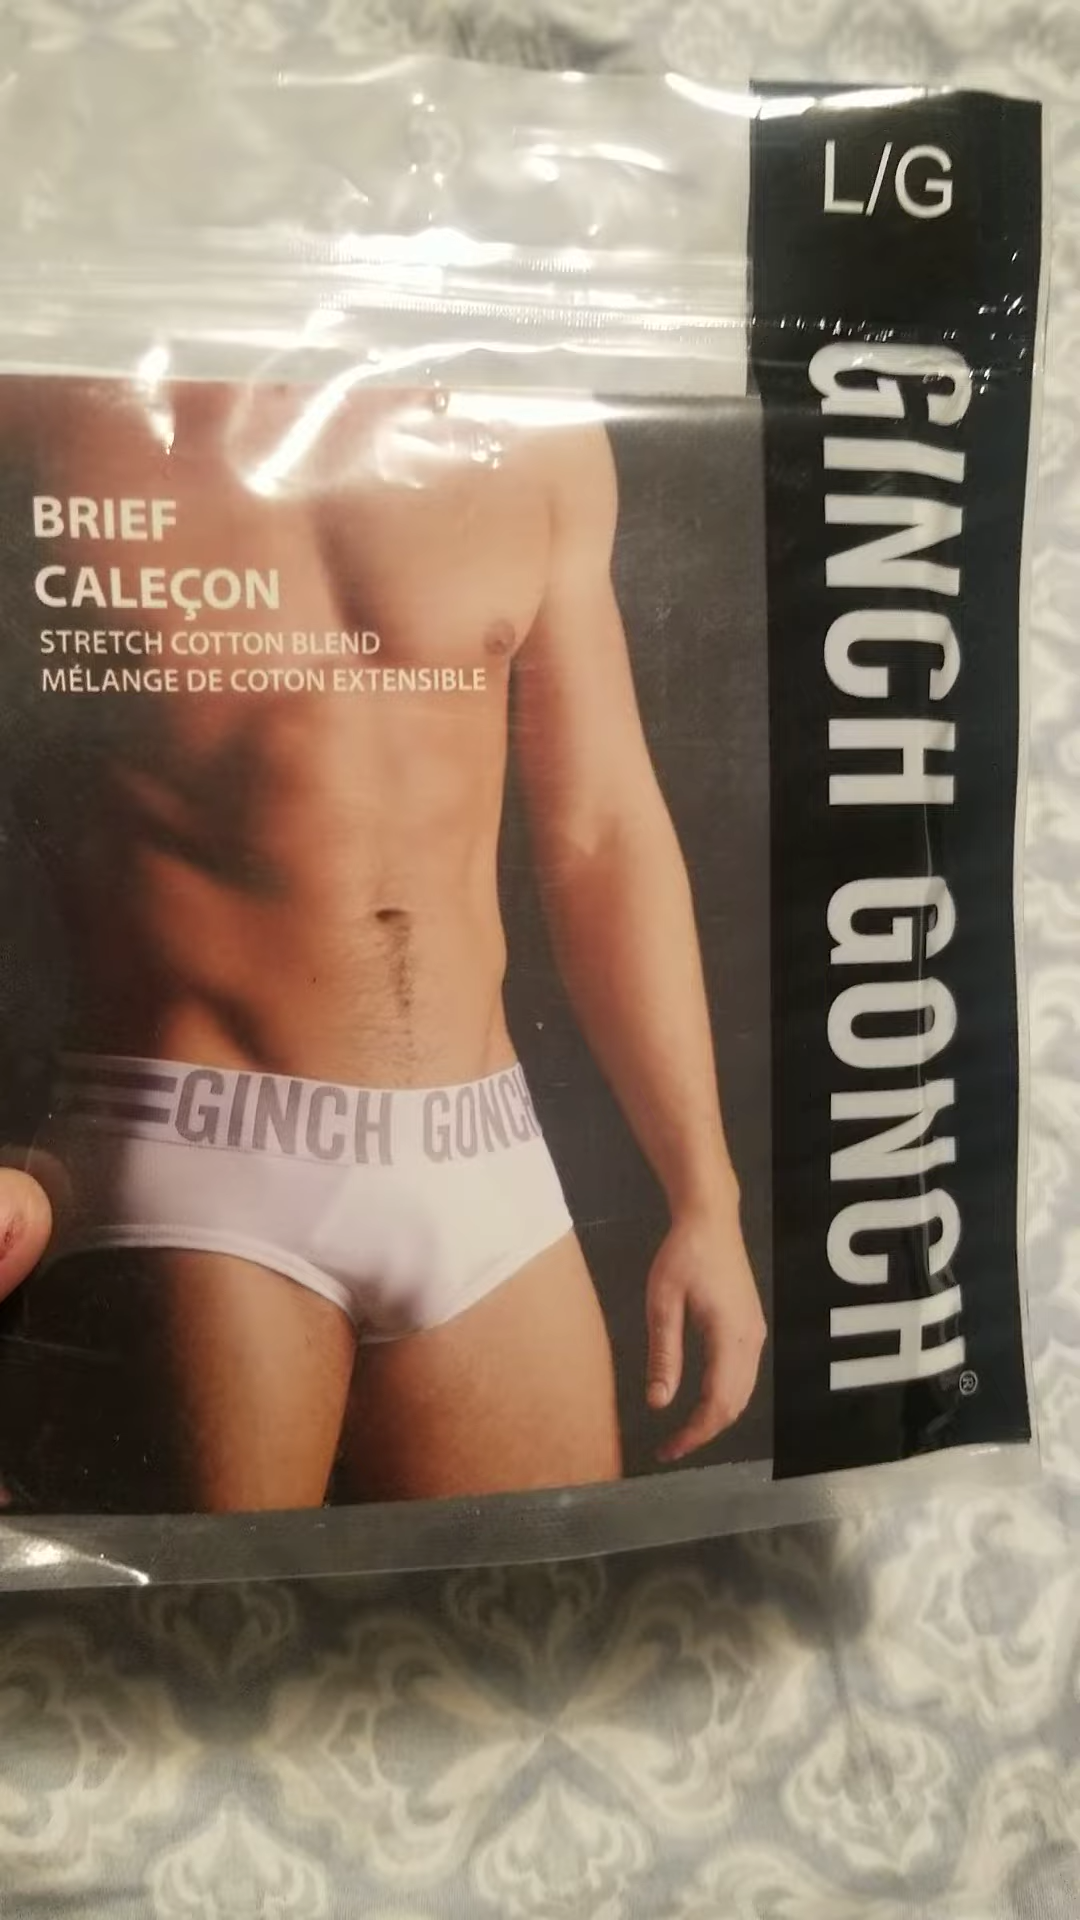 L/G
BRIEF
CALEÇON
STRETCH COTTON BLEND
MÉLANGE DE COTON EXTENSIBLE
GINCH GONCH
GINCH GONCH®